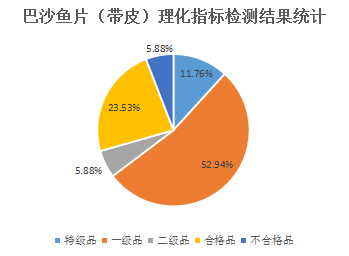 巴沙鱼片（带皮）理化指标检测结果统计
5.88%
11.76%
23.53%
52.94%
5.88%
特级品 一级品 二级品 合格品 不合格品